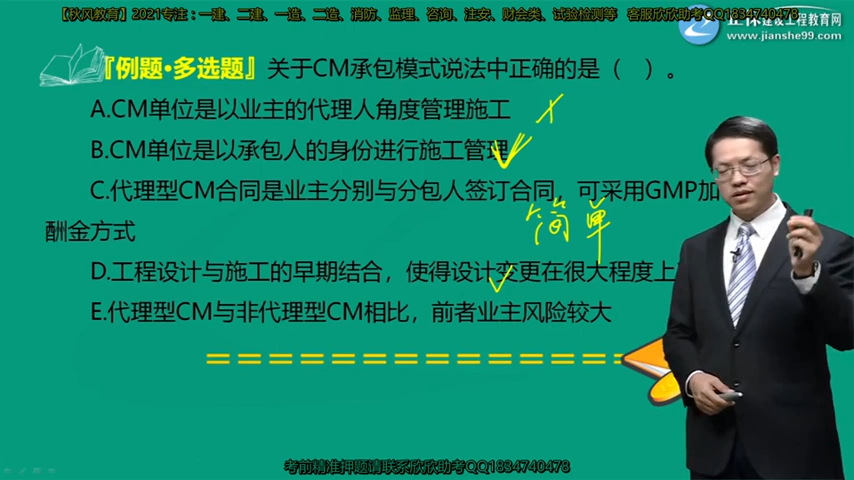 【秋风教育】2021专注：一建、二建、一造、二造、消防、监理、咨询、注安、财会类、试验检测等 客服欣欣助考QQ1834740478
建设工程教育网
www.jianshe99.com
『例题·多选题』关于CM承包模式说法中正确的是（ ）。
A.CM单位是以业主的代理人角度管理施工
B.CM单位是以承包人的身份进行施工管理
C.代理型CM合同是业主分别与分包人签订合同，可采用GMP加
酬金方式
简单
D.工程设计与施工的早期结合，使得设计变更在很大程度上
E.代理型CM与非代理型CM相比，前者业主风险较大
考前精准押题请联系欣欣助考QQ1834740478